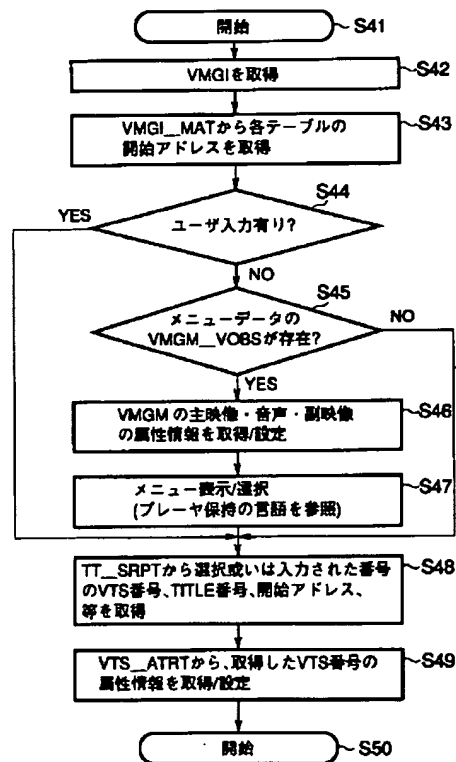 開始
S41
VMGIを取得
S42
VMGI__MATから各テーブルの
開始アドレスを取得
S43
ユーザ入力有り?
S44
YES
NO
メニューデータの
VMGM__VOBSが存在?
S45
NO
YES
VMGMの主映像・音声・副映像
の属性情報を取得/設定
S46
メニュー表示/選択
(プレーヤ保持の言語を参照)
S47
TT__SRPTから選択或いは入力された番号
のVTS番号、TITLE番号、開始アドレス、
等を取得
S48
VTS__ATRTから、取得したVTS番号の
属性情報を取得/設定
S49
開始
S50